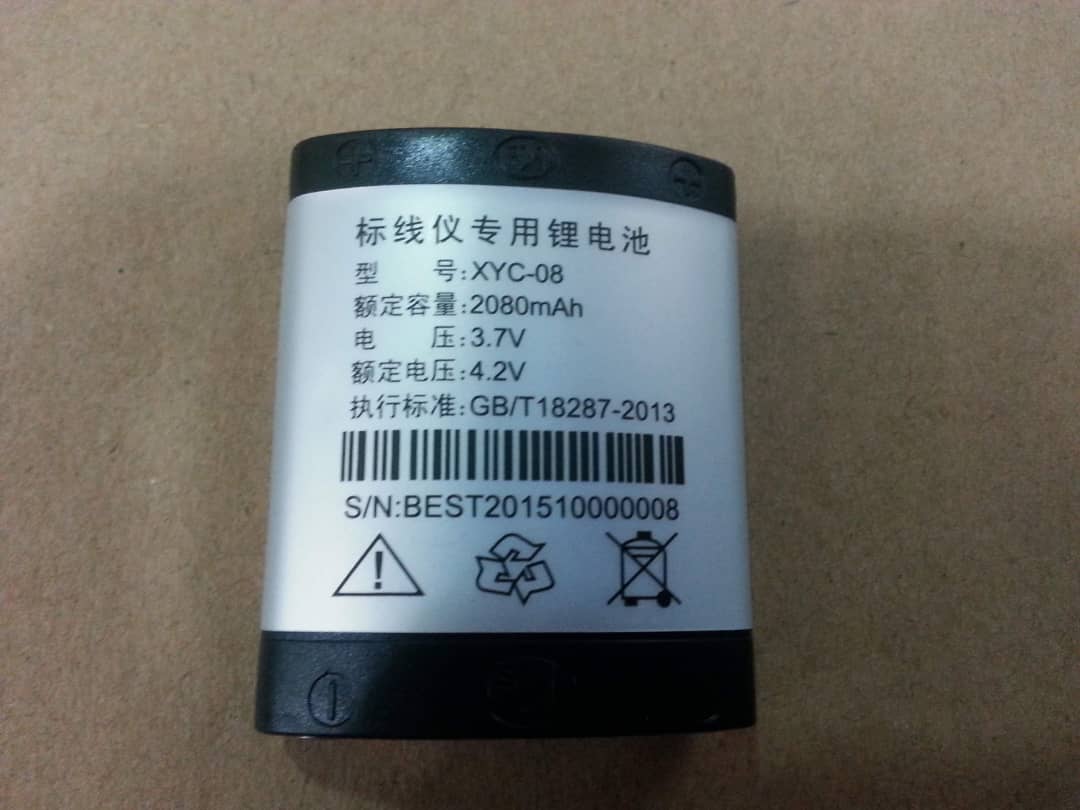 标线仪专用锂电池
型 号:XYC-08
额定容量:2080mAh
电 压:3.7V
额定电压:4.2V
执行标准:GB/T18287-2013
S/N:BEST201510000008